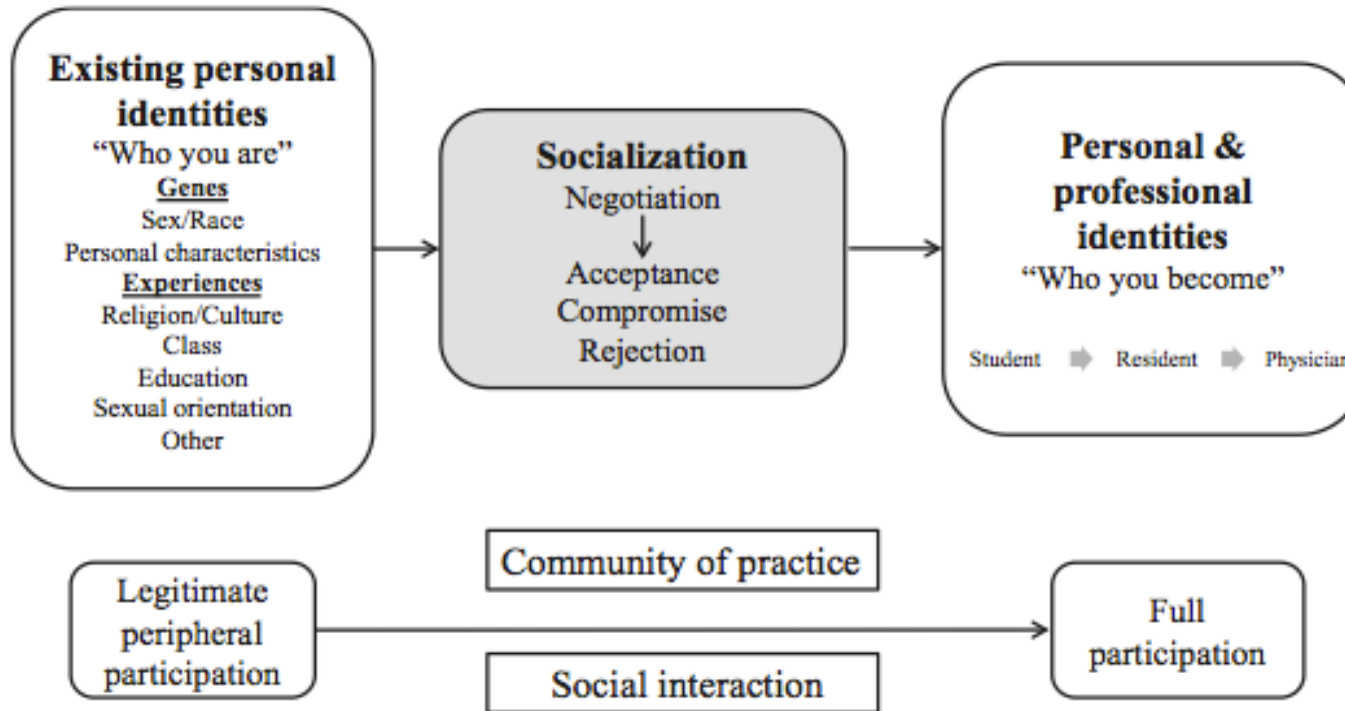 Existing personal
identities
“Who you are”
Genes
Sex/Race
Personal characteristics
Experiences
Religion/Culture
Class
Education
Sexual orientation
Other
Socialization
Negotiation
Acceptance
Compromise
Rejection
Personal &
professional
identities
“Who you become”
Student Resident Physician
Legitimate
peripheral
participation
Community of practice
Social interaction
Full
participation